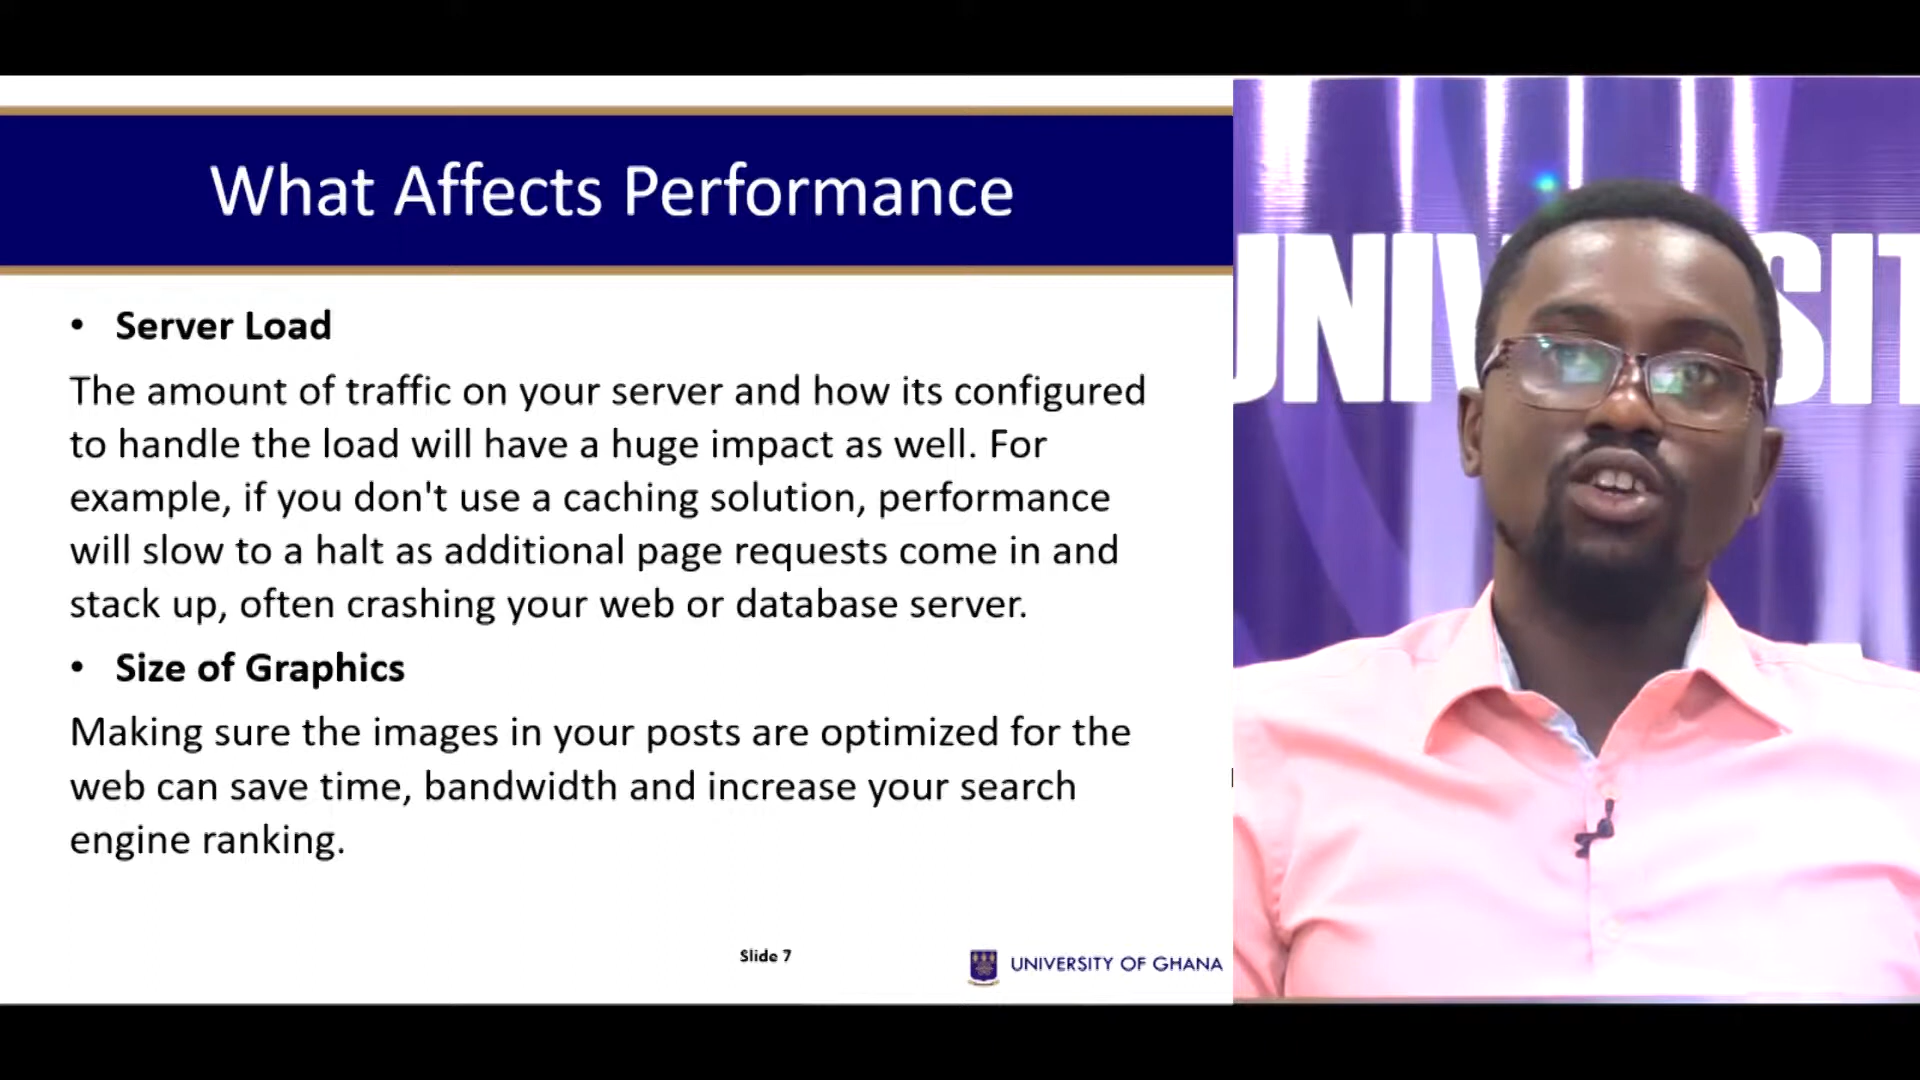 What Affects Performance
• Server Load
The amount of traffic on your server and how its configured
to handle the load will have a huge impact as well. For
example, if you don't use a caching solution, performance
will slow to a halt as additional page requests come in and
stack up, often crashing your web or database server.
• Size of Graphics
Making sure the images in your posts are optimized for the
web can save time, bandwidth and increase your search
engine ranking.
Slide 7
UNIVERSITY OF GHANA
UNIV SIT